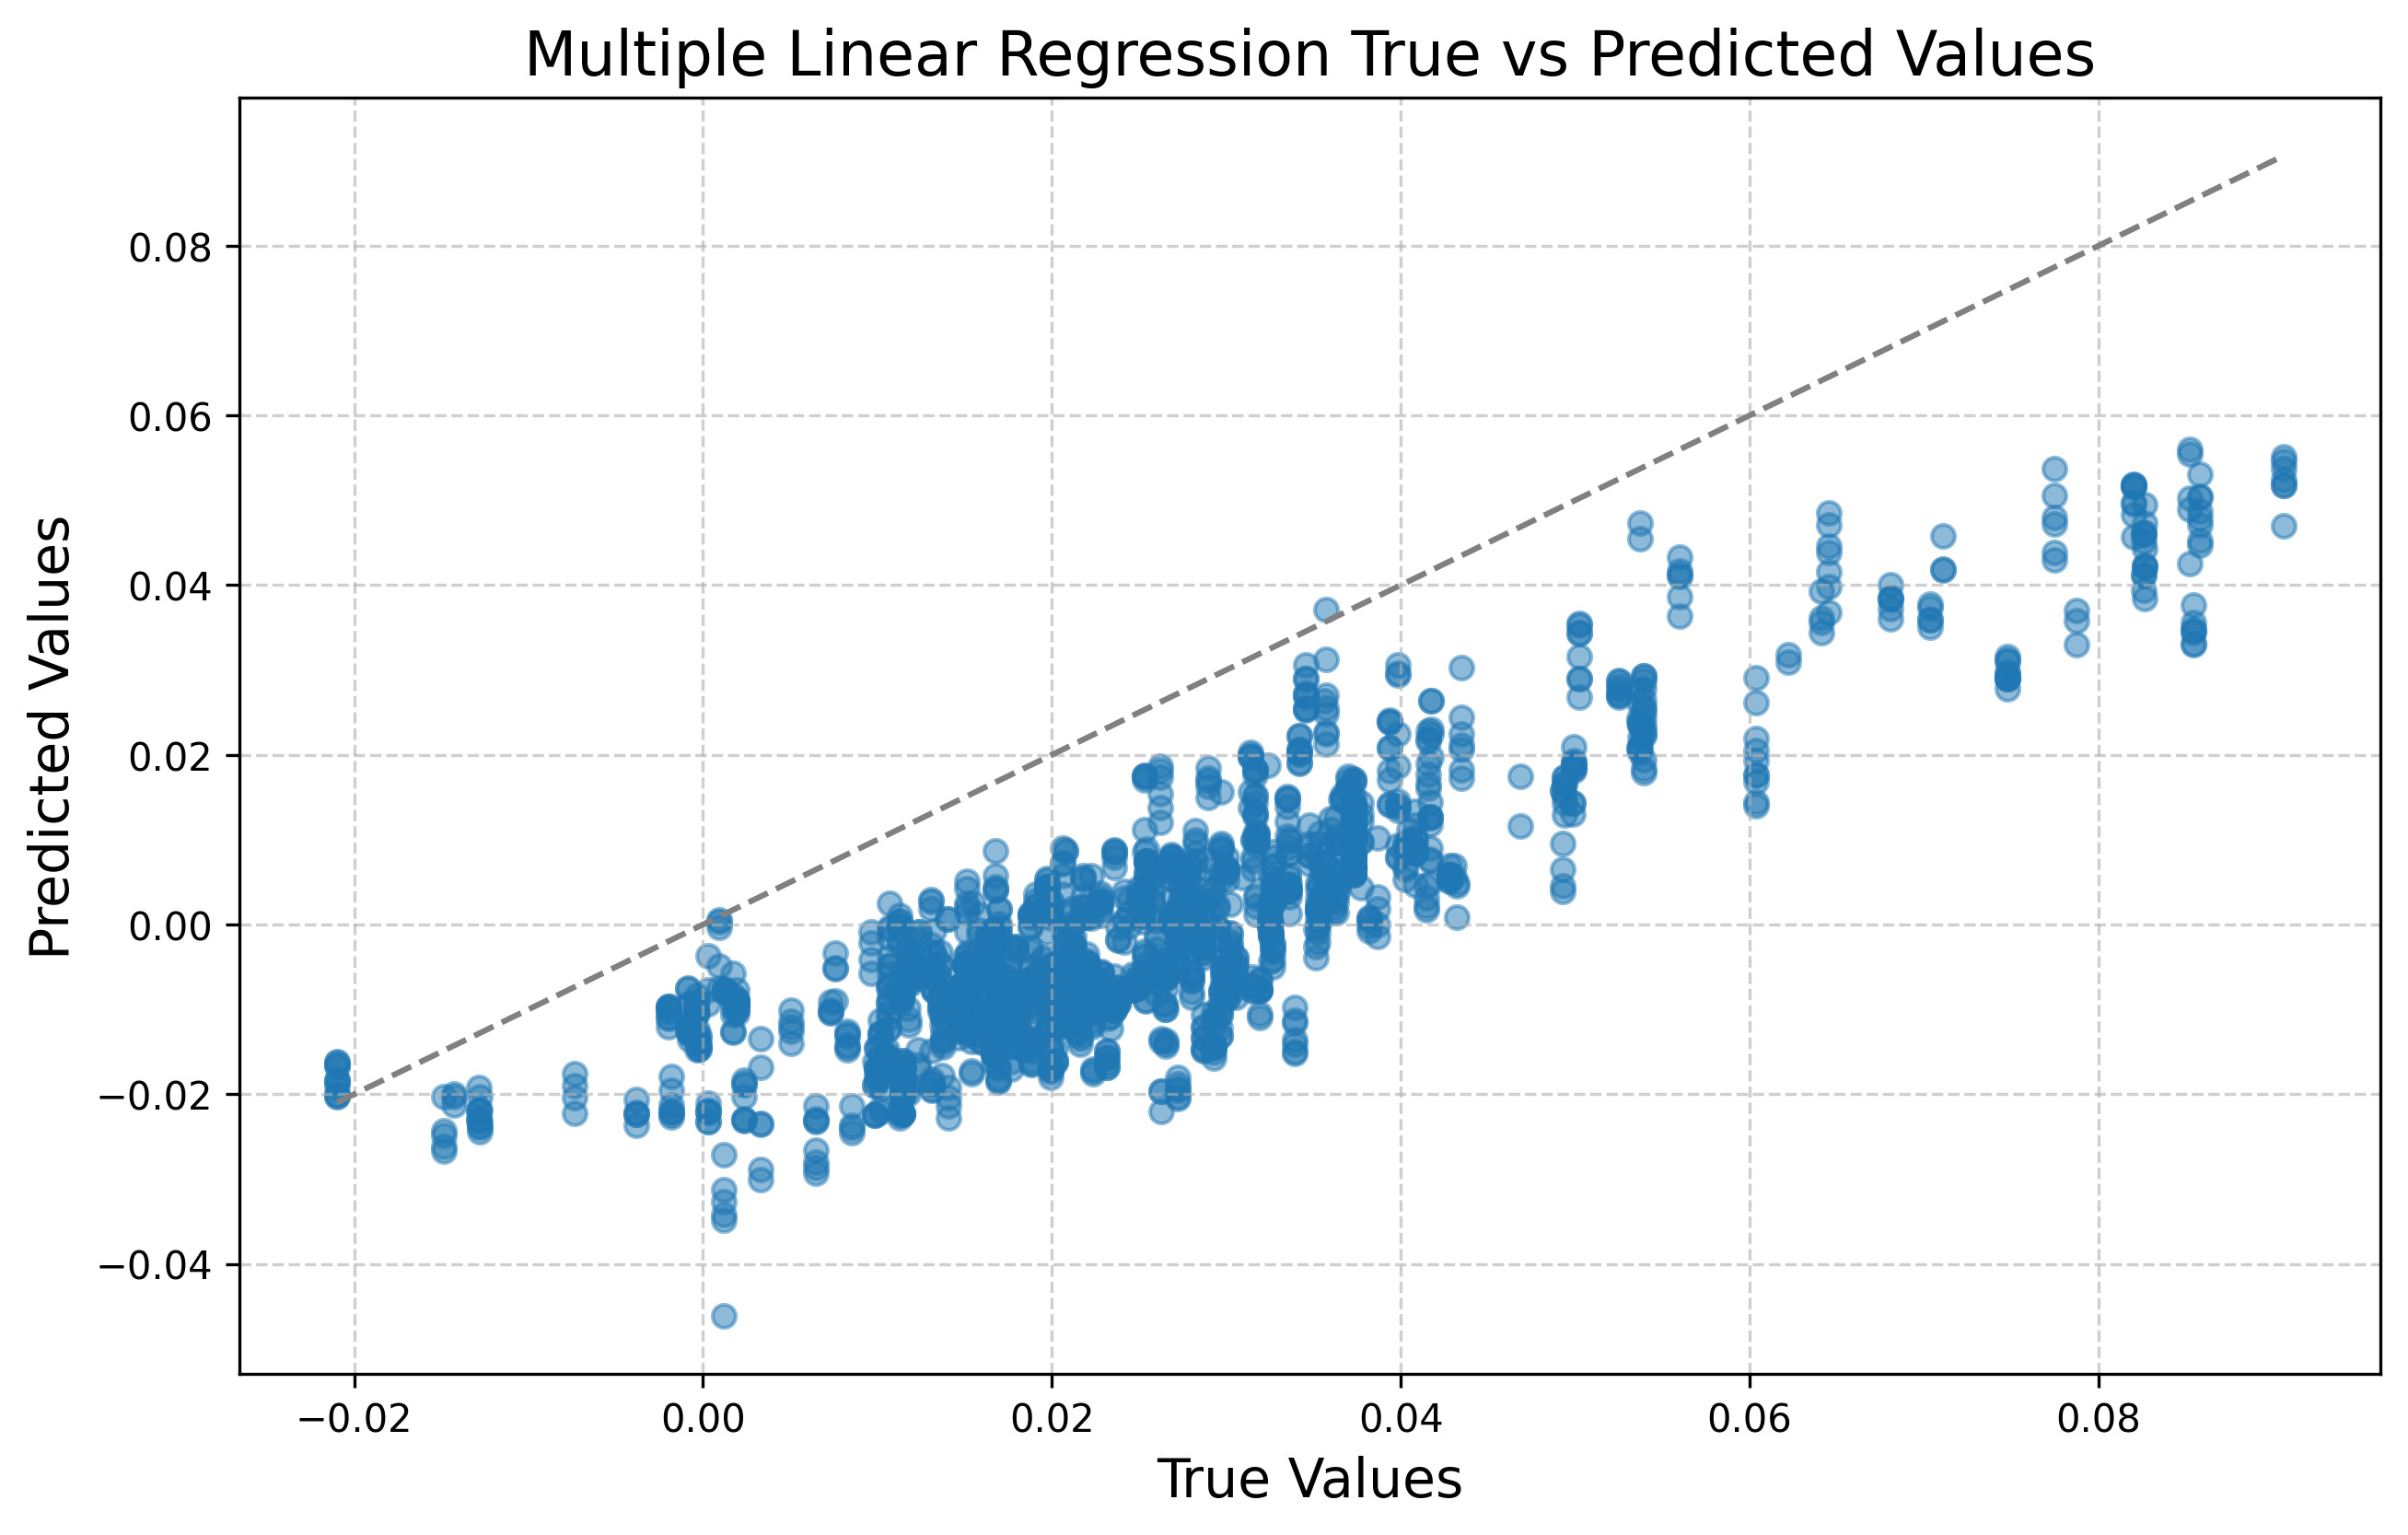 Multiple Linear Regression True vs Predicted Values
Predicted Values
0.08
0.06
0.04
0.02
0.00
−0.02
−0.04
−0.02 0.00 0.02 0.04 0.06 0.08
True Values